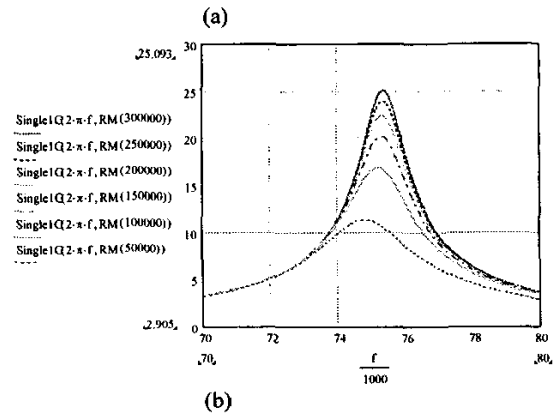 (a)
25.093
30
25
20
15
10
5
0
2.905
Single1Q(2·π·f,RM(300000))
Single1Q(2·π·f,RM(250000))
Single1Q(2·π·f,RM(200000))
Single1Q(2·π·f,RM(150000))
Single1Q(2·π·f,RM(100000))
Single1Q(2·π·f,RM(50000))
70 72 74 76 78 80
70 80
f
1000
(b)